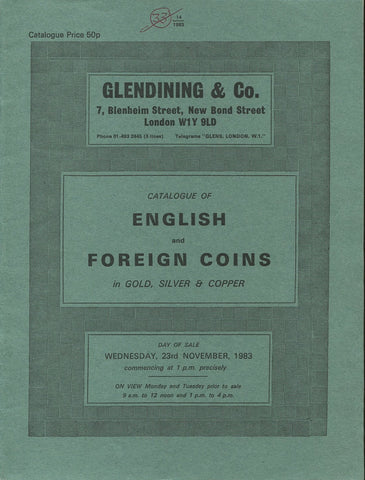 33 14
1983
Catalogue Price 50p
GLENDINING & Co.
7, Blenheim Street, New Bond Street
London W1Y 9LD
Phone 01-493 2445 (3 lines) Telegrams "GLENS, LONDON, W.1."
CATALOGUE OF
ENGLISH
and
FOREIGN COINS
in GOLD, SILVER & COPPER
DAY OF SALE
WEDNESDAY, 23rd NOVEMBER, 1983
commencing at 1 p.m. precisely
ON VIEW Monday and Tuesday prior to sale
9 a.m. to 12 noon and 1 p.m. to 4 p.m.